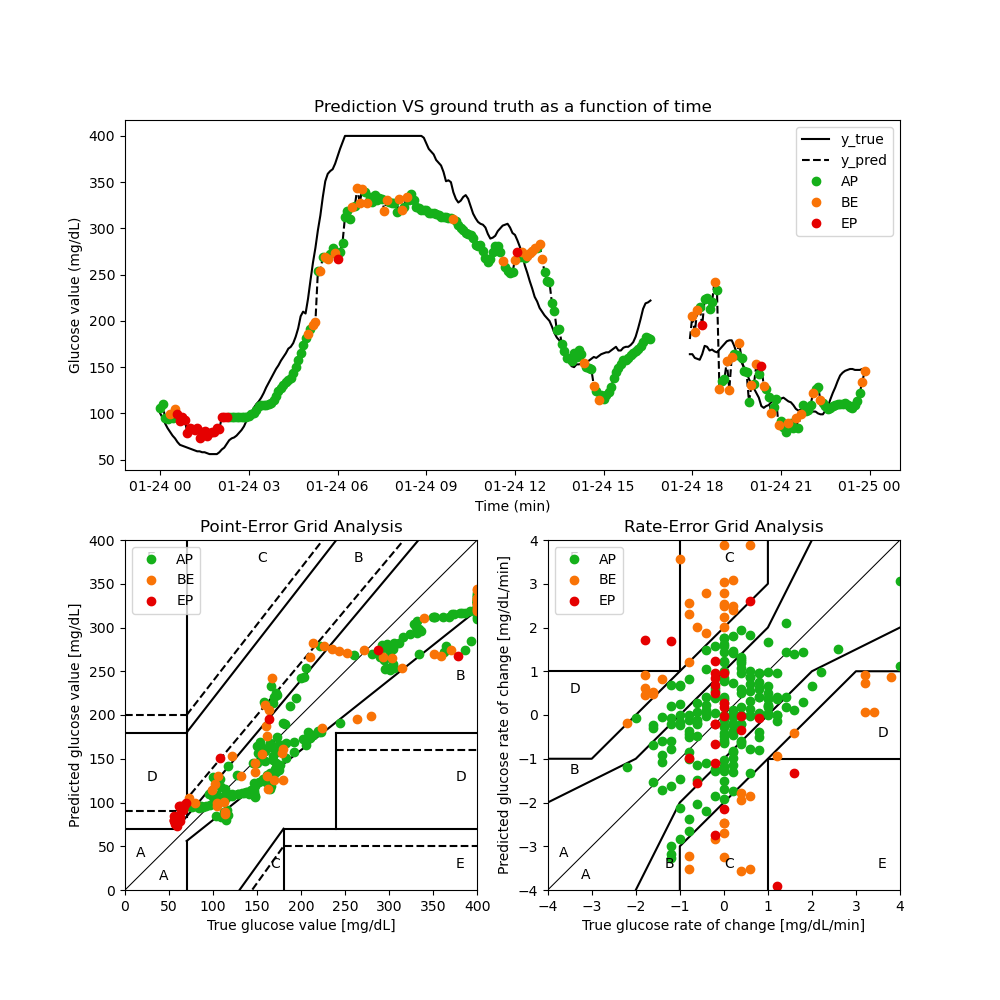 Prediction VS ground truth as a function of time
Glucose value (mg/dL)
400
350
300
250
200
150
100
50
y_true
y_pred
AP
BE
EP
01-24 00 01-24 03 01-24 06 01-24 09 01-24 12 01-24 15 01-24 18 01-24 21 01-25 00
Time (min)
Point-Error Grid Analysis
Predicted glucose value [mg/dL]
400
350
300
250
200
150
100
50
0
AP
BE
EP
C
B
B
D
D
A
A
C
E
0 50 100 150 200 250 300 350 400
True glucose value [mg/dL]
Rate-Error Grid Analysis
Predicted glucose rate of change [mg/dL/min]
4
3
2
1
0
−1
−2
−3
−4
AP
BE
EP
C
D
D
B
A
A
B
C
E
−4 −3 −2 −1 0 1 2 3 4
True glucose rate of change [mg/dL/min]